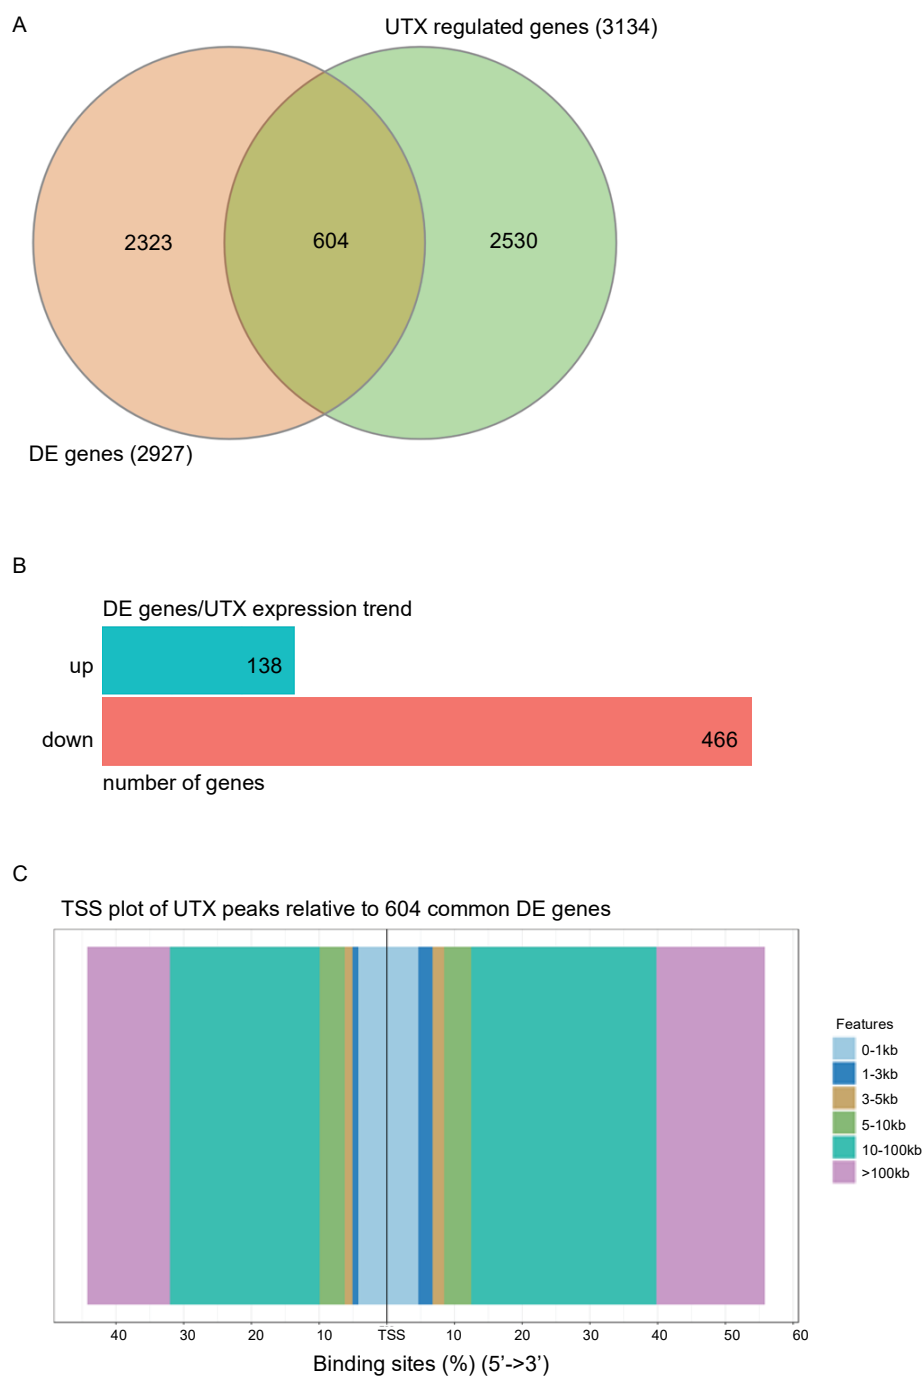 A
UTX regulated genes (3134)
2323
604
2530
DE genes (2927)
B
DE genes/UTX expression trend
up
138
down
466
number of genes
C
TSS plot of UTX peaks relative to 604 common DE genes
Features
0-1kb
1-3kb
3-5kb
5-10kb
10-100kb
>100kb
40 30 20 10 TSS 10 20 30 40 50 60
Binding sites (%) (5’->3’)